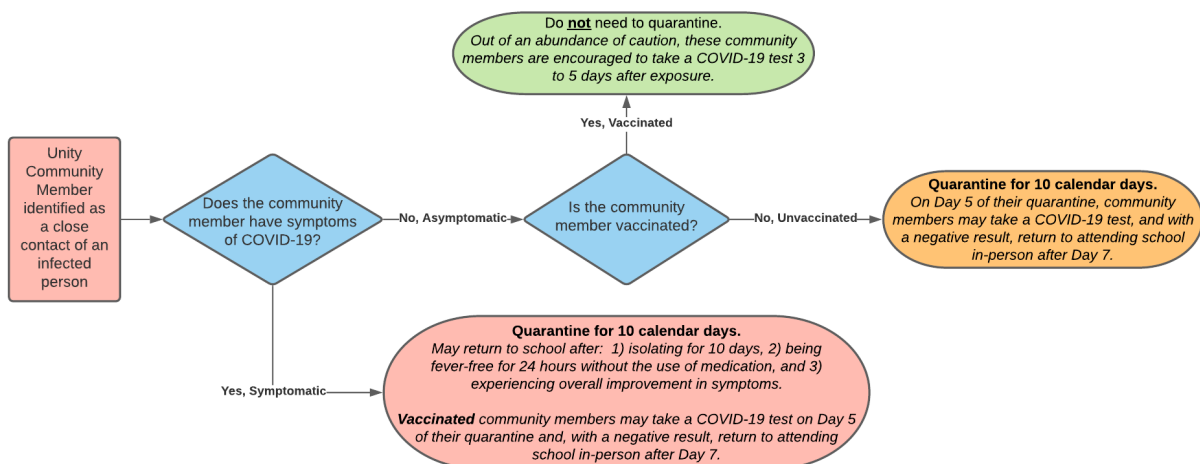 Do not need to quarantine.
Out of an abundance of caution, these community
members are encouraged to take a COVID-19 test 3
to 5 days after exposure.
Yes, Vaccinated
Unity
Community
Member
identified as
a close
contact of an
infected
person
Does the community
member have symptoms
of COVID-19?
No, Asymptomatic
Is the community
member vaccinated?
No, Unvaccinated
Quarantine for 10 calendar days.
On Day 5 of their quarantine, community
members may take a COVID-19 test, and with
a negative result, return to attending school
in-person after Day 7.
Yes, Symptomatic
Quarantine for 10 calendar days.
May return to school after: 1) isolating for 10 days, 2) being
fever-free for 24 hours without the use of medication, and 3)
experiencing overall improvement in symptoms.
Vaccinated community members may take a COVID-19 test on Day 5
of their quarantine and, with a negative result, return to attending
school in-person after Day 7.